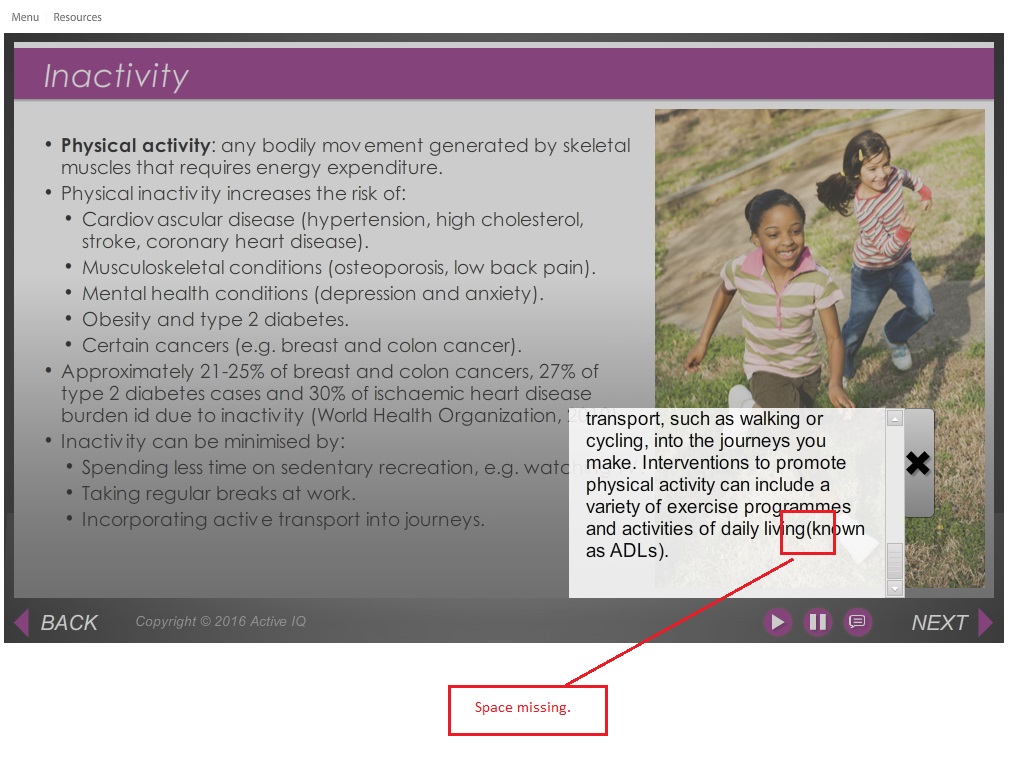 Menu Resources
Inactivity
• Physical activity: any bodily movement generated by skeletal
muscles that requires energy expenditure.
• Physical inactivity increases the risk of:
• Cardiovascular disease (hypertension, high cholesterol,
stroke, coronary heart disease).
• Musculoskeletal conditions (osteoporosis, low back pain).
• Mental health conditions (depression and anxiety).
• Obesity and type 2 diabetes.
• Certain cancers (e.g. breast and colon cancer).
• Approximately 21-25% of breast and colon cancers, 27% of
type 2 diabetes cases and 30% of ischaemic heart disease
burden id due to inactivity (World Health Organization,
• Inactivity can be minimised by:
• Spending less time on sedentary recreation, e.g.
• Taking regular breaks at work.
• Incorporating active transport into journeys.
transport, such as walking or
cycling, into the journeys you
make. Interventions to promote
physical activity can include a
variety of exercise programmes
and activities of daily living(known
as ADLs).
BACK
Copyright © 2016 Active IQ
NEXT
Space missing.